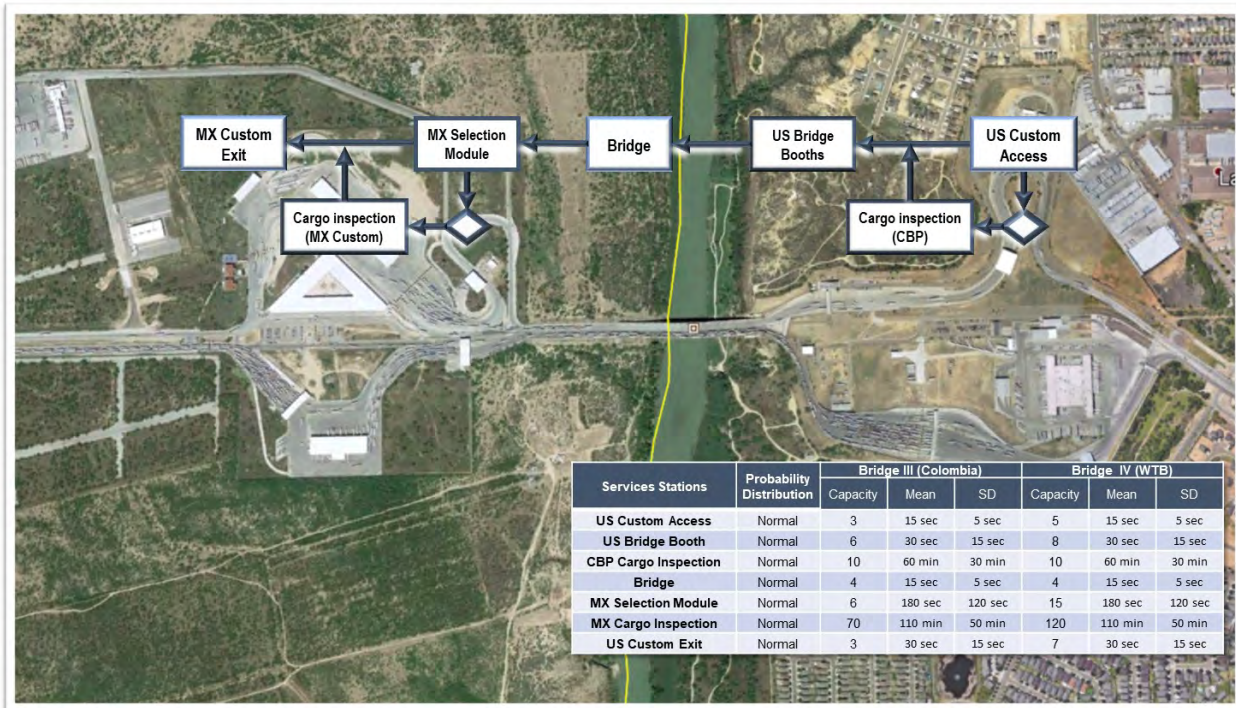 MX Custom
Exit
MX Selection
Module
Bridge
US Bridge
Booths
US Custom
Access
Cargo inspection
(MX Custom)
Cargo inspection
(CBP)
Services Stations Probability Distribution Bridge III (Colombia) Bridge IV (WTB)
Capacity Mean SD Capacity Mean SD
US Custom Access Normal 3 15 sec 5 sec 5 15 sec 5 sec
US Bridge Booth Normal 6 30 sec 15 sec 8 30 sec 15 sec
CBP Cargo Inspection Normal 10 60 min 30 min 10 60 min 30 min
Bridge Normal 4 15 sec 5 sec 4 15 sec 5 sec
MX Selection Module Normal 6 180 sec 120 sec 15 180 sec 120 sec
MX Cargo Inspection Normal 70 110 min 50 min 120 110 min 50 min
US Custom Exit Normal 3 30 sec 15 sec 7 30 sec 15 sec